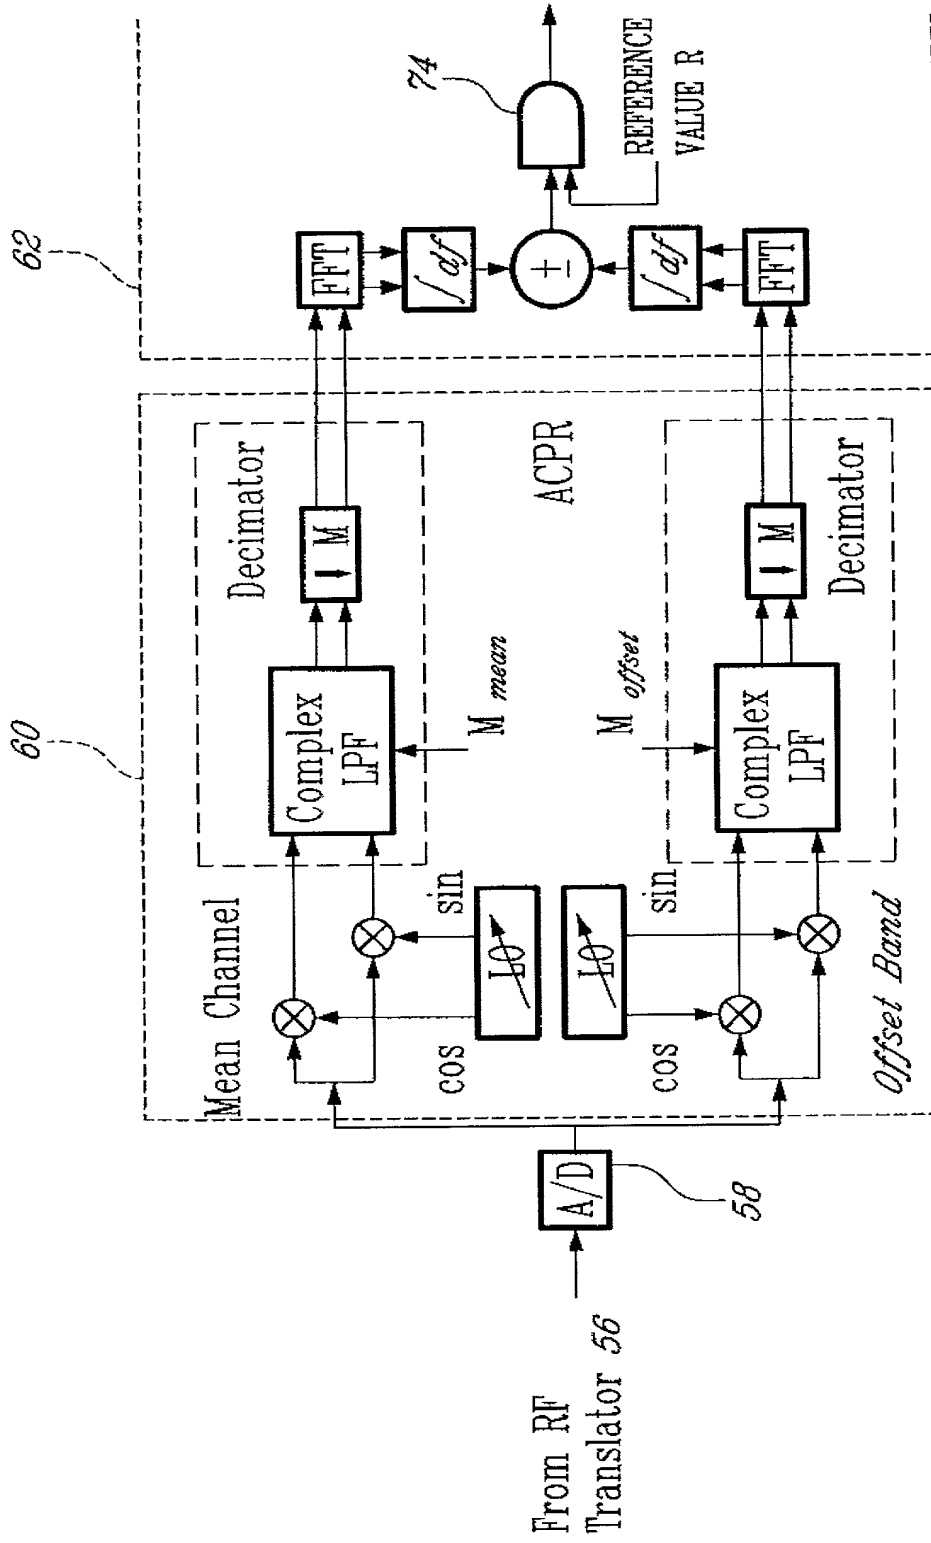 60
62
Mean Channel
Decimator
FFT
Complex
LPF
M
∫df
74
M mean
cos
sin
LO
ACPR
±
From RF
Translator 56
A/D
58
REFERENCE
VALUE R
LO
cos
sin
M offset
∫df
Complex
LPF
M
FFT
Decimator
Offset Band